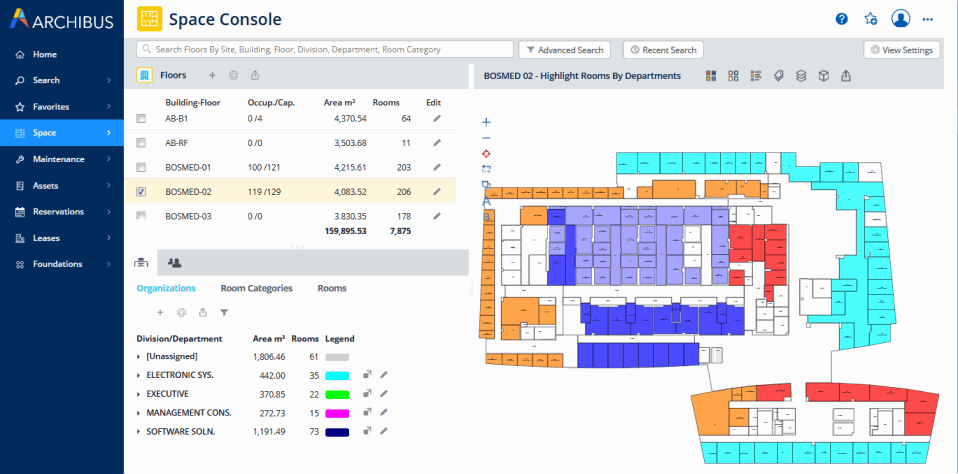 ARCHIBUS
Space Console
Home
Search
Favorites
Space
Maintenance
Assets
Reservations
Leases
Foundations
Search Floors By Site, Building, Floor, Division, Department, Room Category
Advanced Search
Recent Search
View Settings
Floors
Building-Floor Occup./Cap. Area m² Rooms Edit
AB-B1 0 /4 4,370.54 64
AB-RF 0 /0 3,503.68 11
BOSMED-01 100 /121 4,215.61 203
BOSMED-02 119 /129 4,083.52 206
BOSMED-03 0 /0 3,830.35 178
159,895.53 7,875
Organizations Room Categories Rooms
Division/Department Area m² Rooms Legend
[Unassigned] 1,806.46 61
ELECTRONIC SYS. 442.00 35
EXECUTIVE 370.85 22
MANAGEMENT CONS. 272,73 15
SOFTWARE SOLN. 1,191.49 73
BOSMED 02 - Highlight Rooms By Departments
A
a